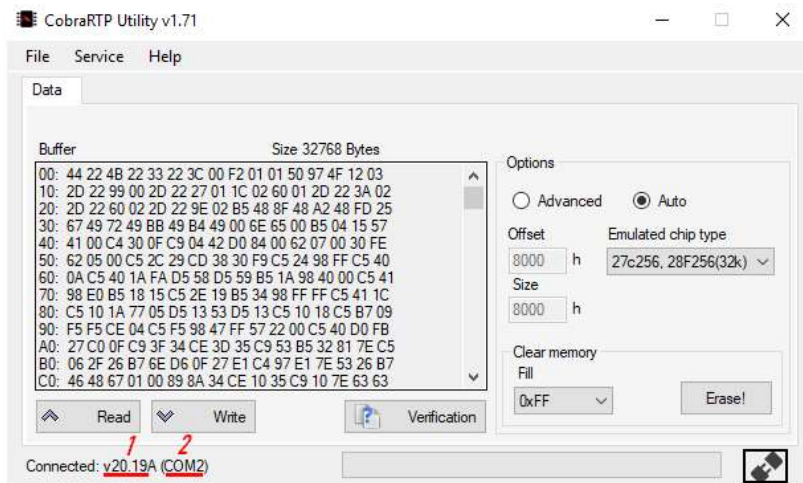 CobraRTP Utility v1.71
File Service Help
Data
Buffer Size 32768 Bytes
00: 44 22 4B 22 33 22 3C 00 F2 01 01 50 97 4F 12 03
10: 2D 22 99 00 2D 22 27 01 1C 02 60 01 2D 22 3A 02
20: 2D 22 60 02 2D 22 9E 02 B5 48 8F 48 A2 48 FD 25
30: 67 49 72 49 BB 49 B4 49 00 6E 65 00 B5 04 15 57
40: 41 00 C4 30 0F C9 04 42 D0 84 00 62 07 00 30 FE
50: 62 05 00 C5 2C 29 CD 38 30 F9 C5 24 98 FF C5 40
60: 0A C5 40 1A FA D5 58 D5 59 B5 1A 98 40 00 C5 41
70: 98 E0 B5 18 15 C5 2E 19 B5 34 98 FF FF C5 41 1C
80: C5 10 1A 77 05 D5 13 53 D5 13 C5 10 18 C5 B7 09
90: F5 F5 CE 04 C5 F5 98 47 FF 57 22 00 C5 40 D0 FB
A0: 27 C0 0F C9 3F 34 CE 3D 35 C9 53 B5 32 81 7E C5
B0: 06 2F 26 B7 6E D6 0F 27 E1 C4 97 E1 7E 53 26 B7
C0: 46 48 67 01 00 89 8A 34 CE 10 35 C9 10 7E 63 63
Read Write Verification
Options
Advanced Auto
Offset Emulated chip type
8000 h 27c256, 28F256(32k)
Size
8000 h
Clear memory
Fill
0xFF Erase!
1 2
Connected: v20.19A (COM2)